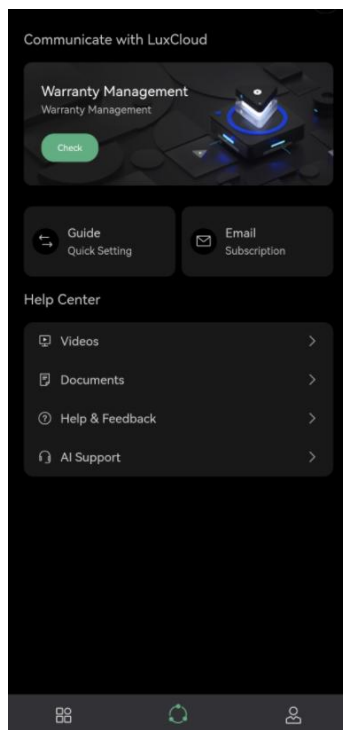 Communicate with LuxCloud
Warranty Management
Warranty Management
Check
Guide
Quick Setting
Email
Subscription
Help Center
Videos
Documents
Help & Feedback
AI Support